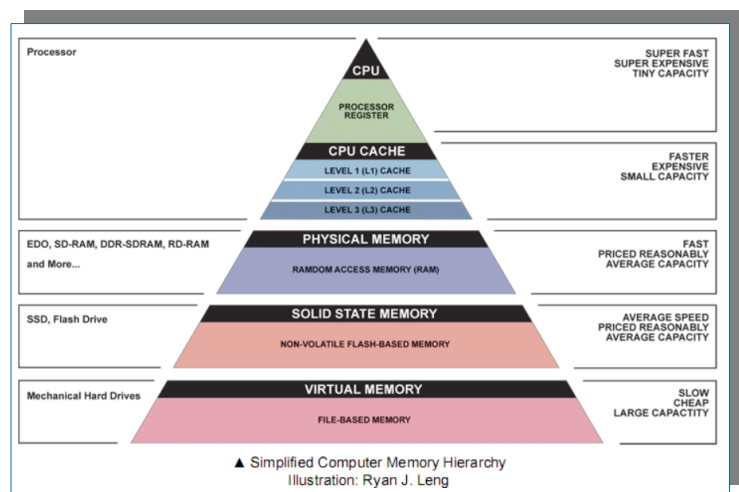 Processor
CPU
SUPER FAST
SUPER EXPENSIVE
TINY CAPACITY
PROCESSOR
REGISTER
CPU CACHE
LEVEL 1 (L1) CACHE
LEVEL 2 (L2) CACHE
LEVEL 3 (L3) CACHE
FASTER
EXPENSIVE
SMALL CAPACITY
EDO, SD-RAM, DDR-SDRAM, RD-RAM
and More...
PHYSICAL MEMORY
RAMDOM ACCESS MEMORY (RAM)
FAST
PRICED REASONABLY
AVERAGE CAPACITY
SSD, Flash Drive
SOLID STATE MEMORY
NON-VOLATILE FLASH-BASED MEMORY
AVERAGE SPEED
PRICED REASONABLY
AVERAGE CAPACITY
Mechanical Hard Drives
VIRTUAL MEMORY
FILE-BASED MEMORY
SLOW
CHEAP
LARGE CAPACTITY
▲ Simplified Computer Memory Hierarchy
Illustration: Ryan J. Leng